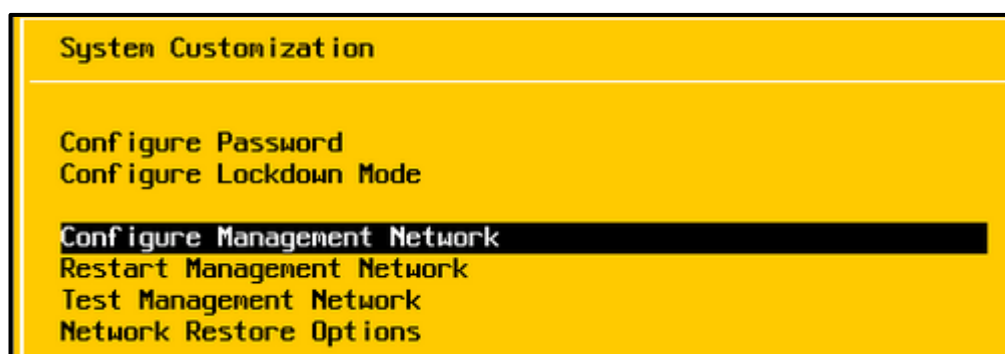 System Customization
Configure Password
Configure Lockdown Mode
Configure Management Network
Restart Management Network
Test Management Network
Network Restore Options